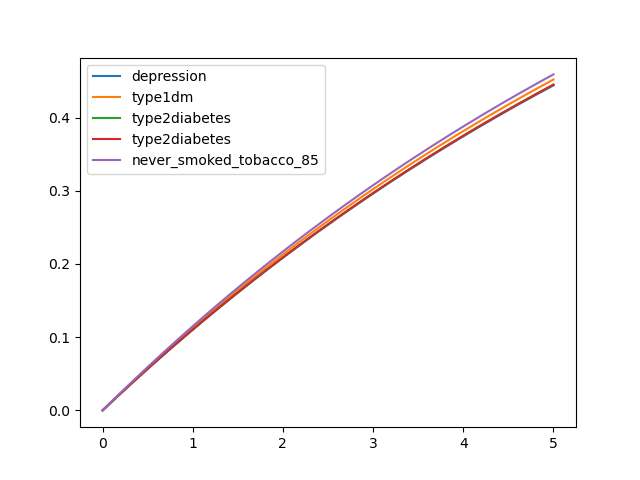 depression
type1dm
type2diabetes
type2diabetes
never_smoked_tobacco_85
0.4
0.3
0.2
0.1
0.0
0 1 2 3 4 5